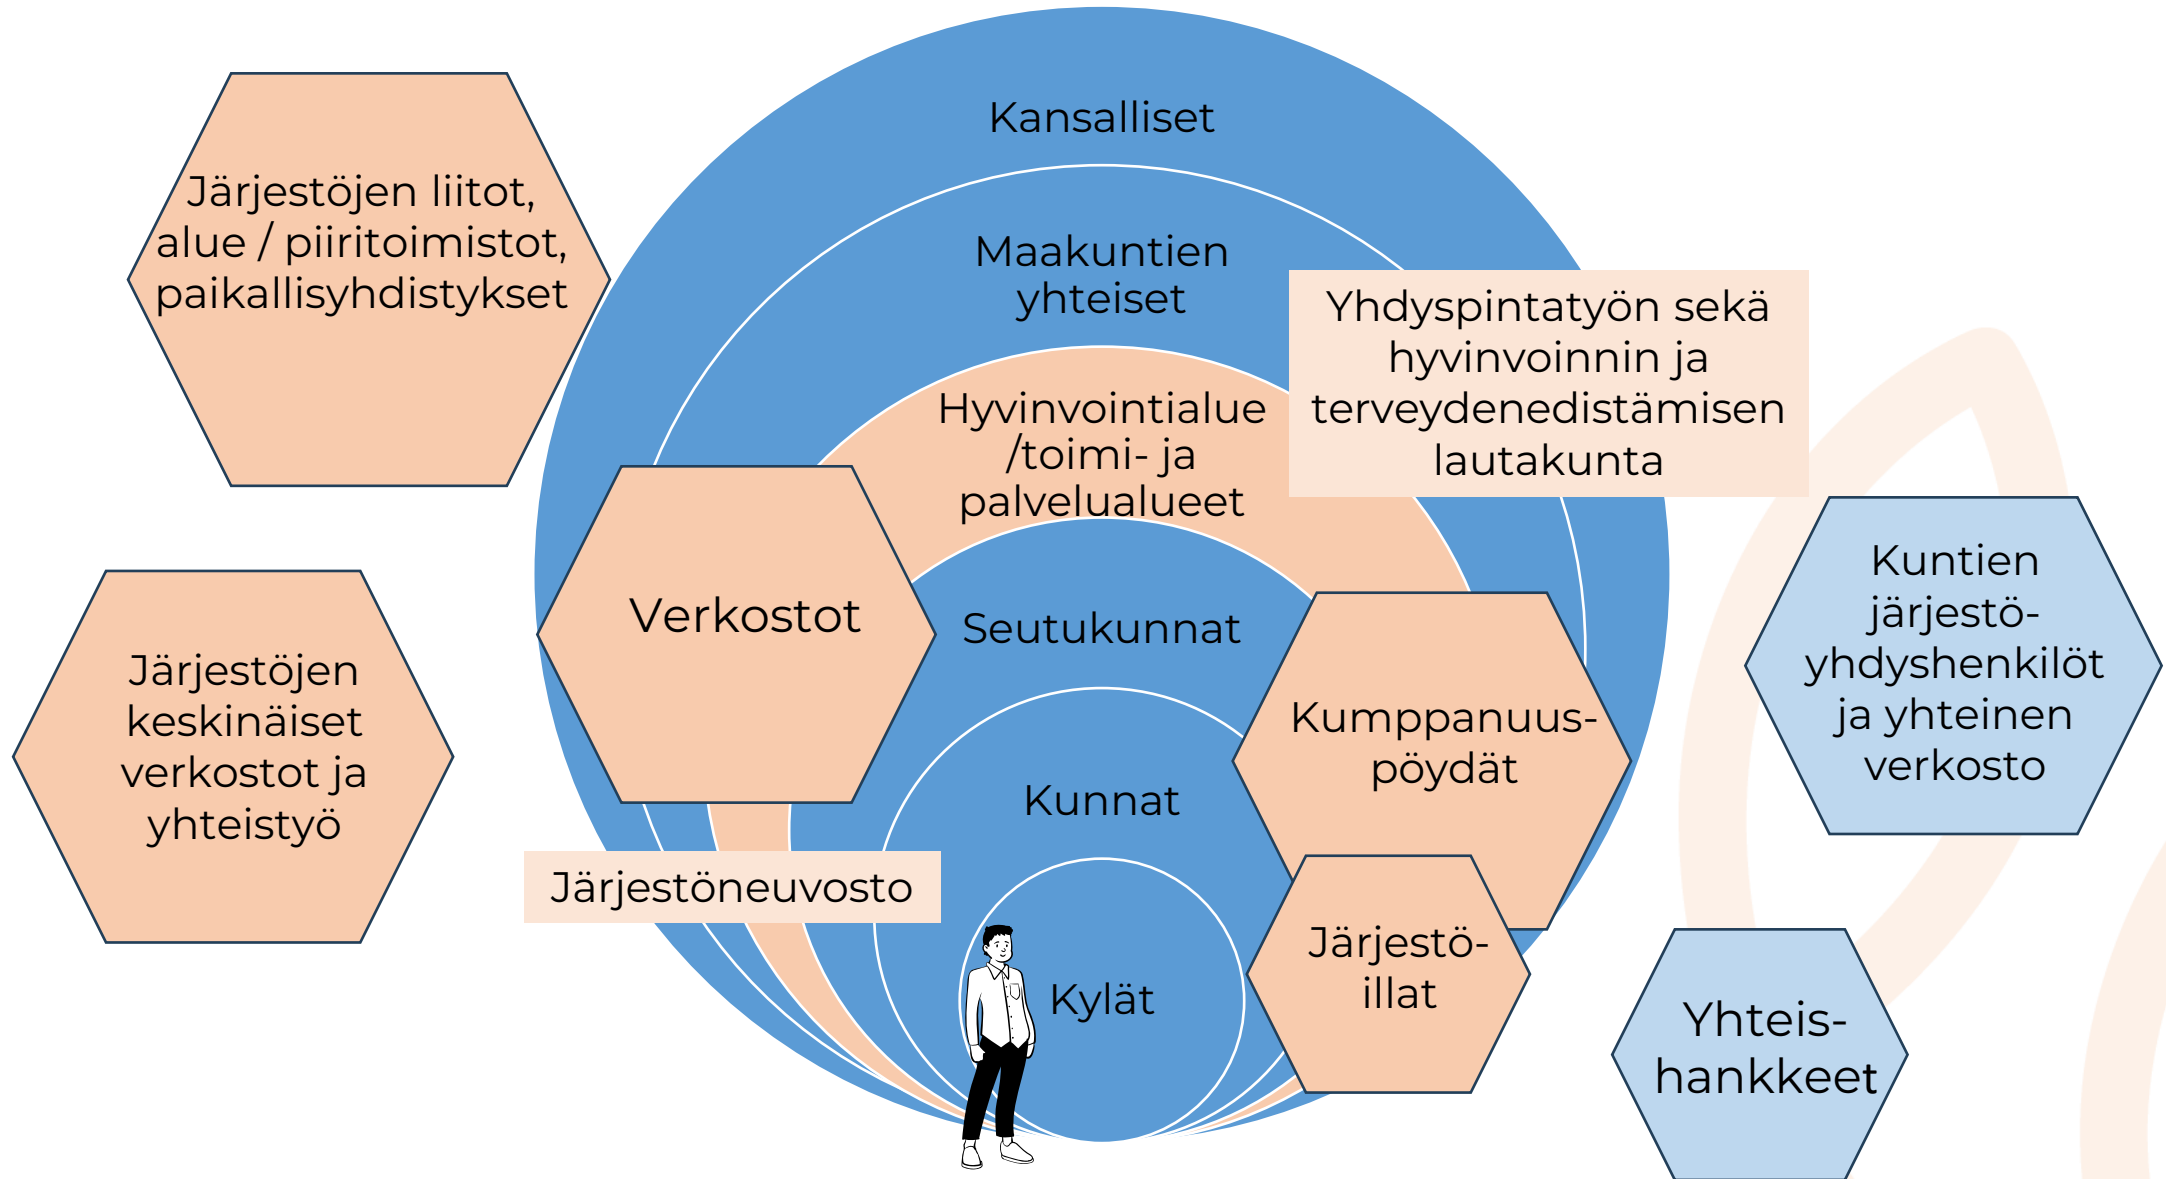 Kansalliset
Järjestöjen liitot,
alue / piiritoimistot,
paikallisyhdistykset
Maakuntien
yhteiset
Yhdyspintatyön sekä
hyvinvoinnin ja
terveydenedistämisen
lautakunta
Hyvinvointialue
/toimi- ja
palvelualueet
Verkostot
Seutukunnat
Kuntien
järjestö-
yhdyshenkilöt
ja yhteinen
verkosto
Järjestöjen
keskinäiset
verkostot ja
yhteistyö
Kumppanuus-
pöydät
Kunnat
Järjestöneuvosto
Järjestö-
illat
Kylät
Yhteis-
hankkeet